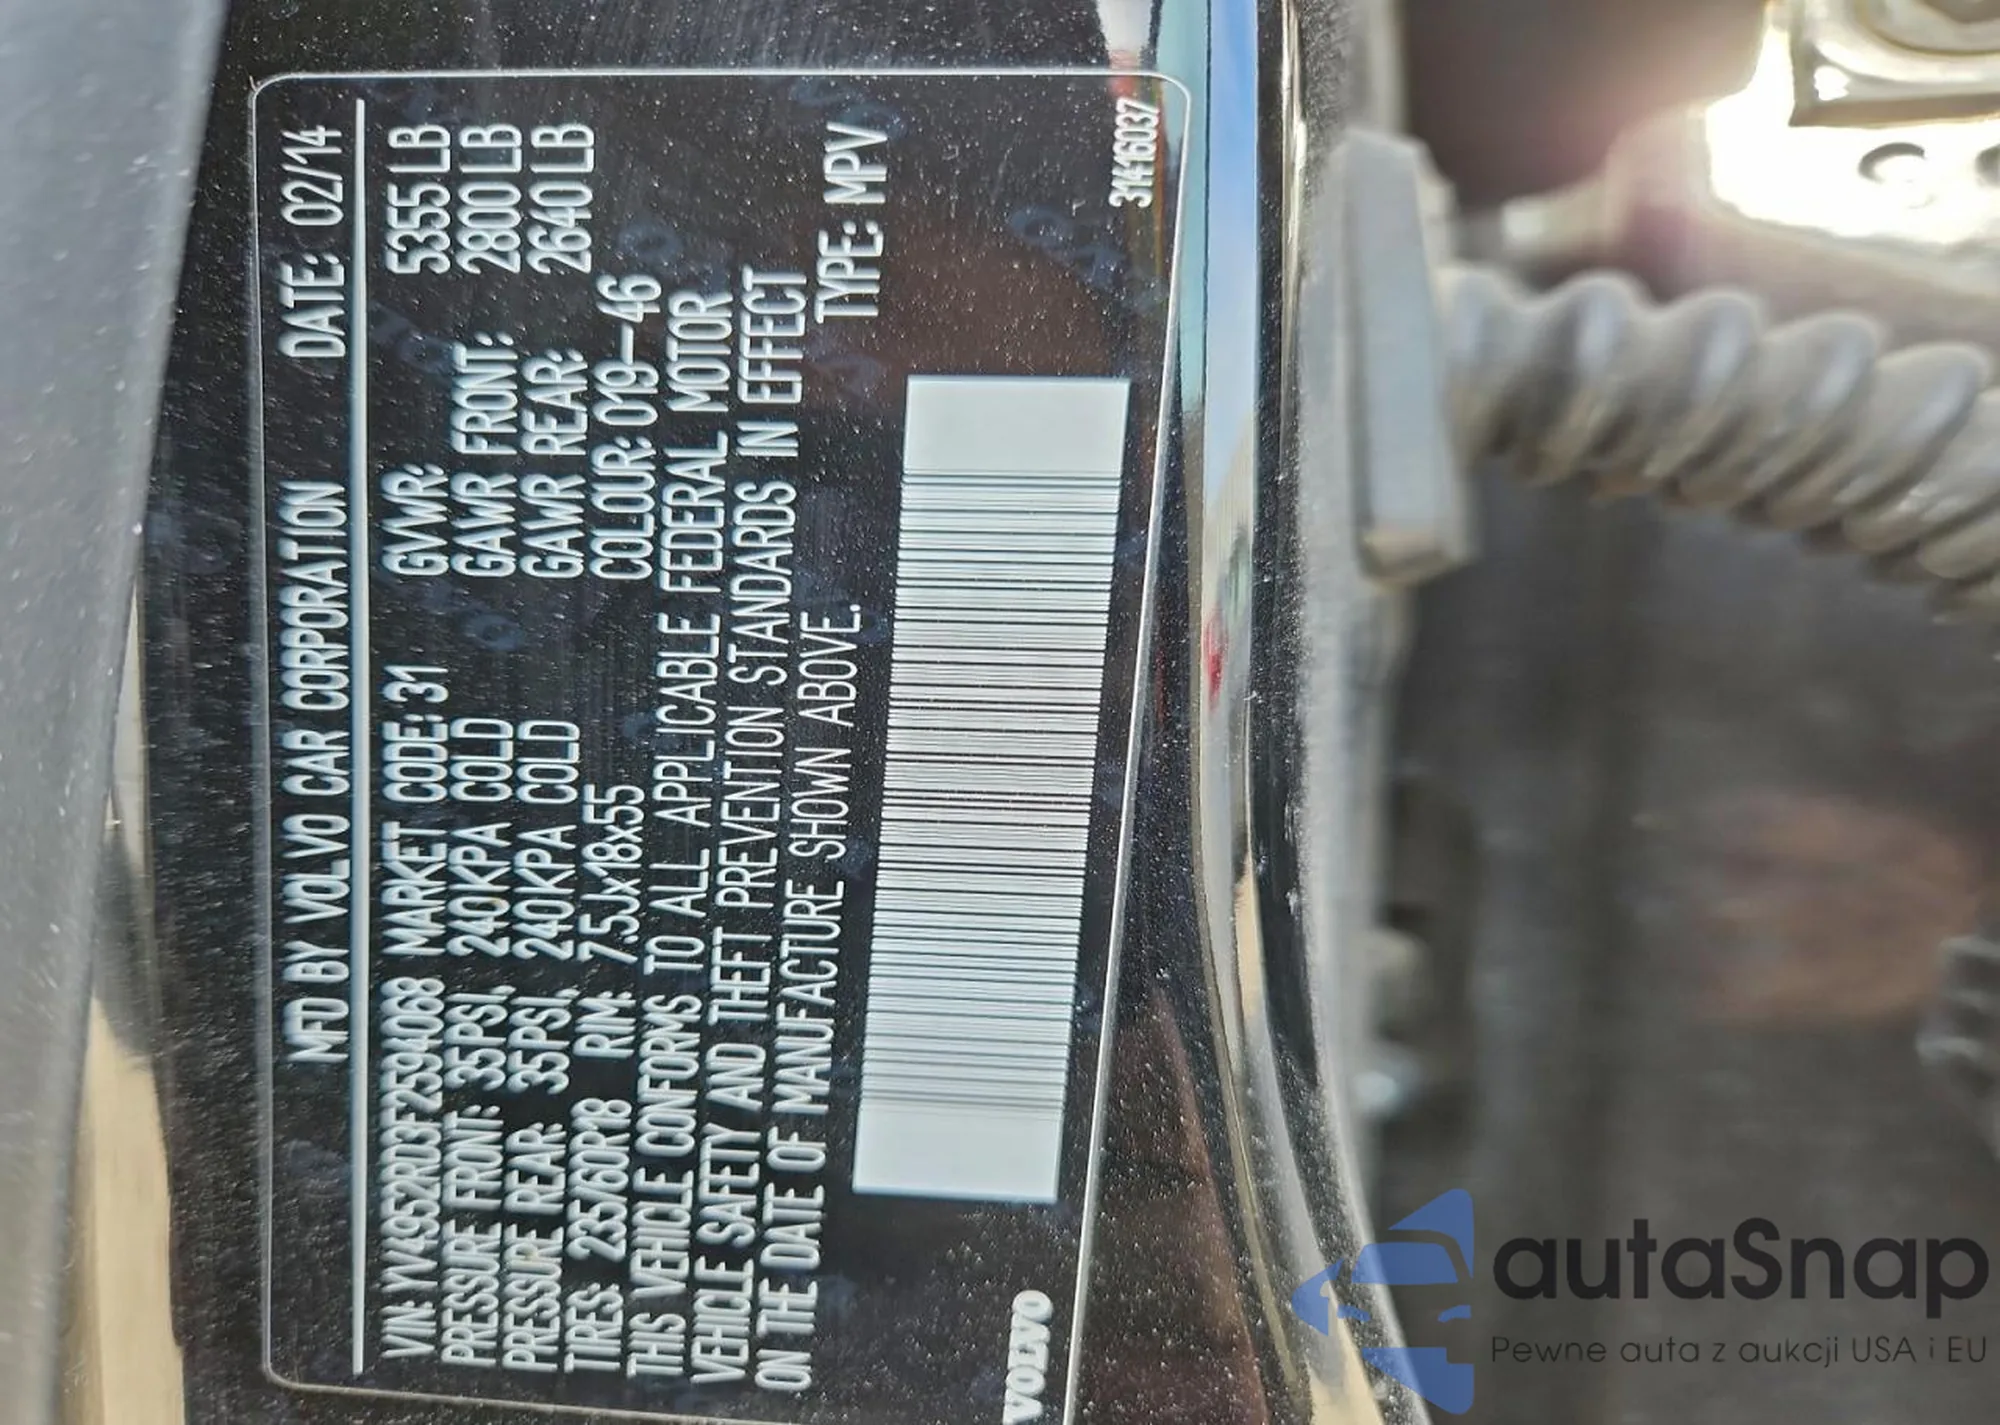 MFD BY VOLVO CAR CORPORATION DATE: 02/14
VIN: YV4952RD3F2594068 MARKET CODE: 31 GVWR: 5355 LB
PRESSURE FRONT: 35PSI, 240KPA COLD GAWR FRONT: 2800 LB
PRESSURE REAR: 35PSI, 240KPA COLD GAWR REAR: 2640 LB
TIRES: 235/60R18 RIM: 7.5Jx18x55 COLOUR: 019-46
THIS VEHICLE CONFORMS TO ALL APPLICABLE FEDERAL MOTOR
VEHICLE SAFETY AND THEFT PREVENTION STANDARDS IN EFFECT
ON THE DATE OF MANUFACTURE SHOWN ABOVE. TYPE: MPV
VOLVO 31416037
autaSnap
Pewne auta z aukcji USA i EU